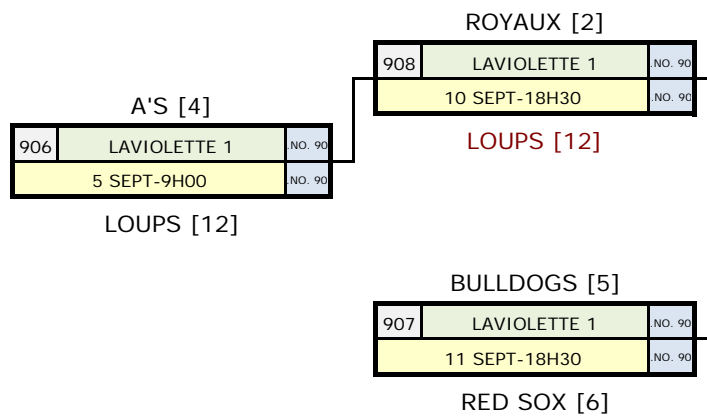 ROYAUX [2]
908 LAVIOLETTE 1 .NO. 90
10 SEPT-18H30 .NO. 90
LOUPS [12]
A'S [4]
906 LAVIOLETTE 1 .NO. 90
5 SEPT-9H00 .NO. 90
LOUPS [12]
BULLDOGS [5]
907 LAVIOLETTE 1 .NO. 90
11 SEPT-18H30 .NO. 90
RED SOX [6]